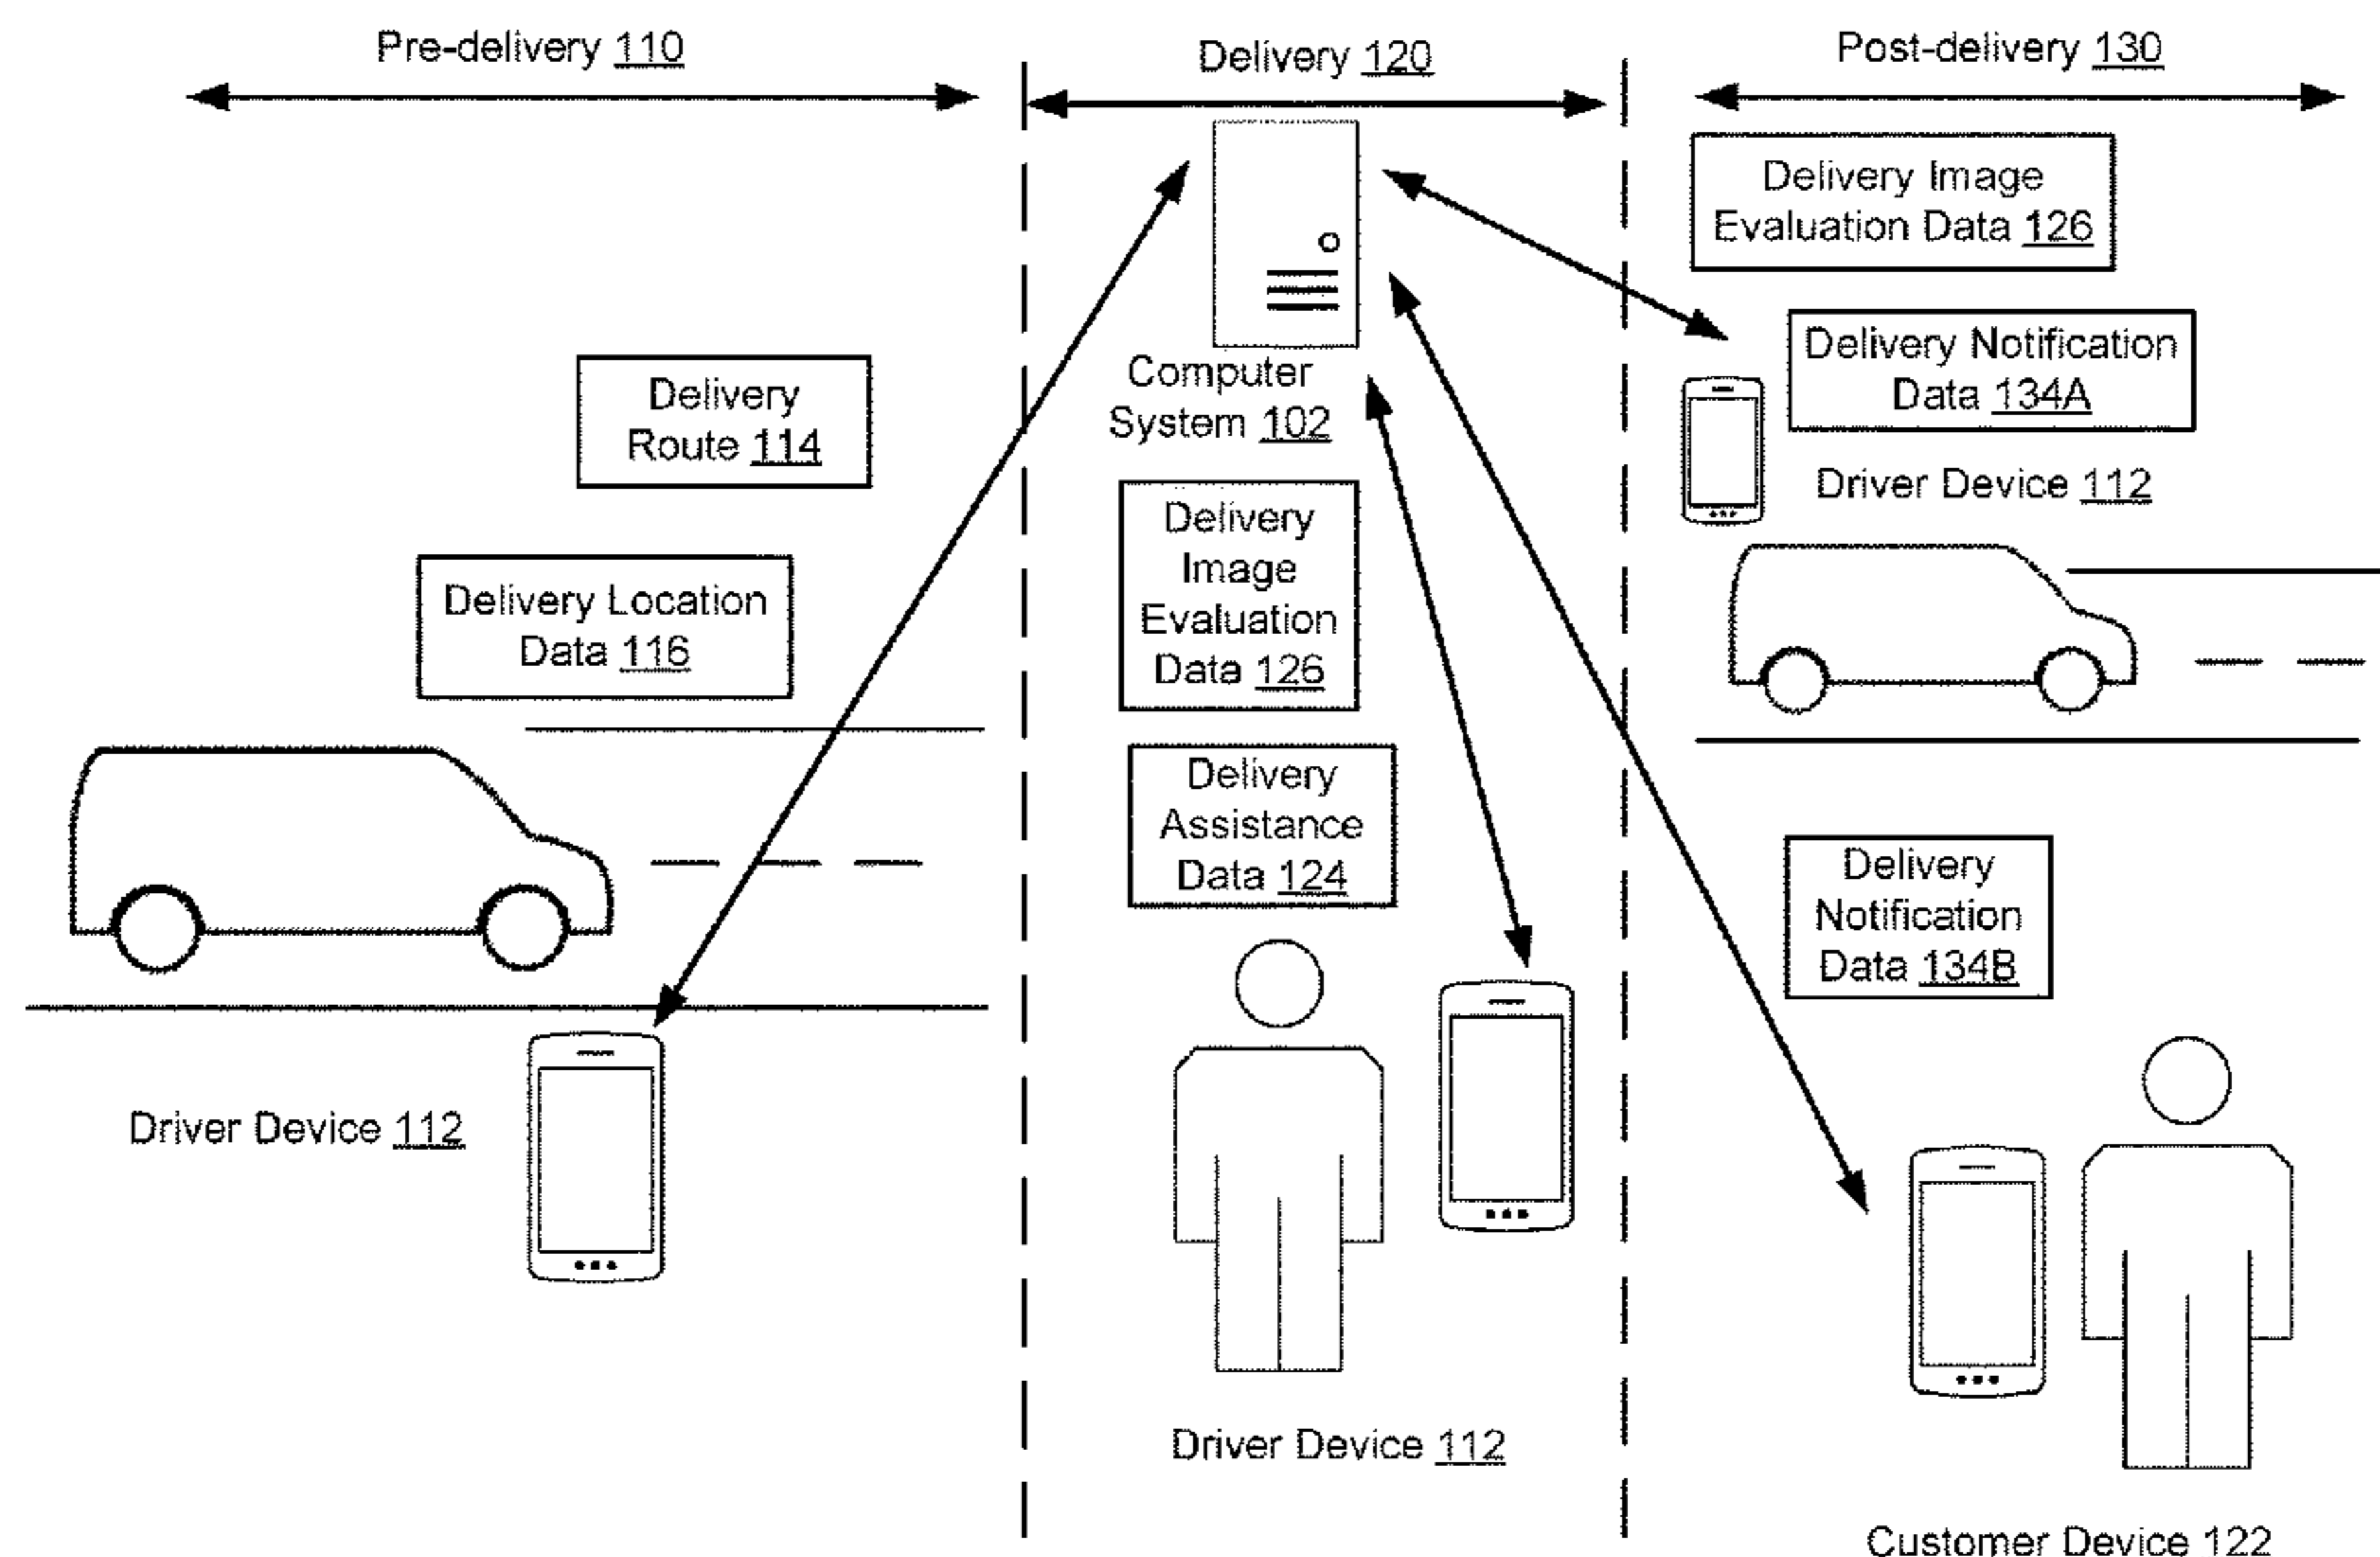 Pre-delivery 110
Delivery
Route 114
Delivery Location
Data 116
Driver Device 112
Delivery 120
Computer
System 102
Delivery
Image
Evaluation
Data 126
Delivery
Assistance
Data 124
Driver Device 112
Post-delivery 130
Delivery Image
Evaluation Data 126
Delivery Notification
Data 134A
Driver Device 112
Delivery
Notification
Data 134B
Customer Device 122